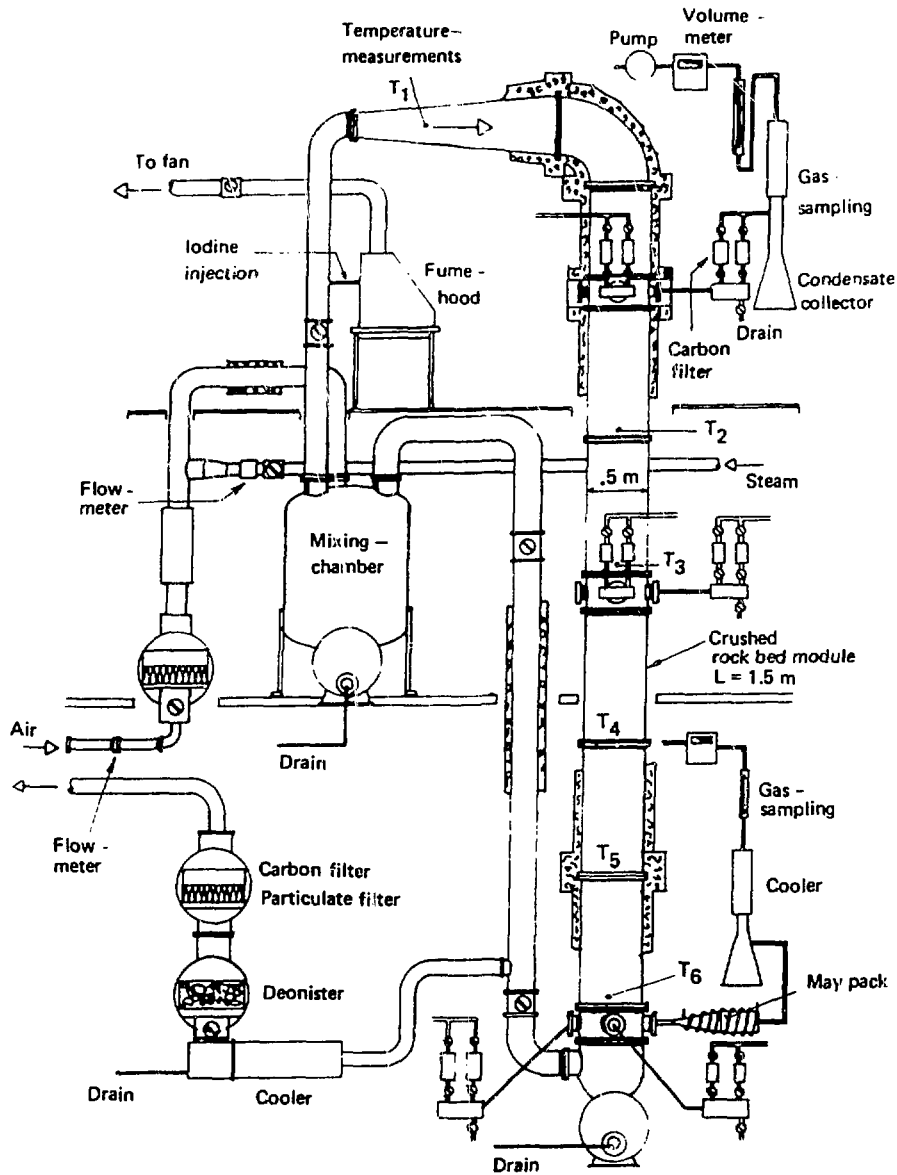 Volume -
meter
Pump
Temperature-
measurements
T1
To fan
Gas -
sampling
Iodine
injection
Fume -
hood
Condensate
collector
Drain
Carbon
filter
T2
.5 m
Steam
Flow -
meter
Mixing -
chamber
T3
Crushed
rock bed module
L = 1.5 m
Air
Drain
T4
Gas -
sampling
Flow -
meter
Carbon filter
Particulate filter
T5
Cooler
Deonister
T6
May pack
Drain
Cooler
Drain